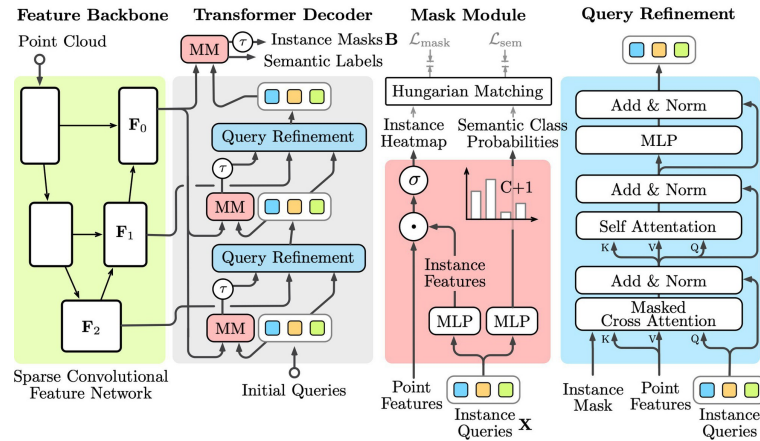 Feature Backbone
Transformer Decoder
Mask Module
Query Refinement
Point Cloud
F0
F1
F2
Sparse Convolutional
Feature Network
MM
τ
Instance Masks B
Semantic Labels
Query Refinement
τ
MM
Query Refinement
τ
MM
Initial Queries
ℒmask
ℒsem
Hungarian Matching
Instance
Heatmap
Semantic Class
Probabilities
σ
C+1
Instance
Features
MLP
MLP
Point
Features
Instance
Queries X
Add & Norm
MLP
Add & Norm
Self Attentation
K
V
Q
Add & Norm
Masked
Cross Attention
K
V
Q
Instance
Mask
Point
Features
Instance
Queries